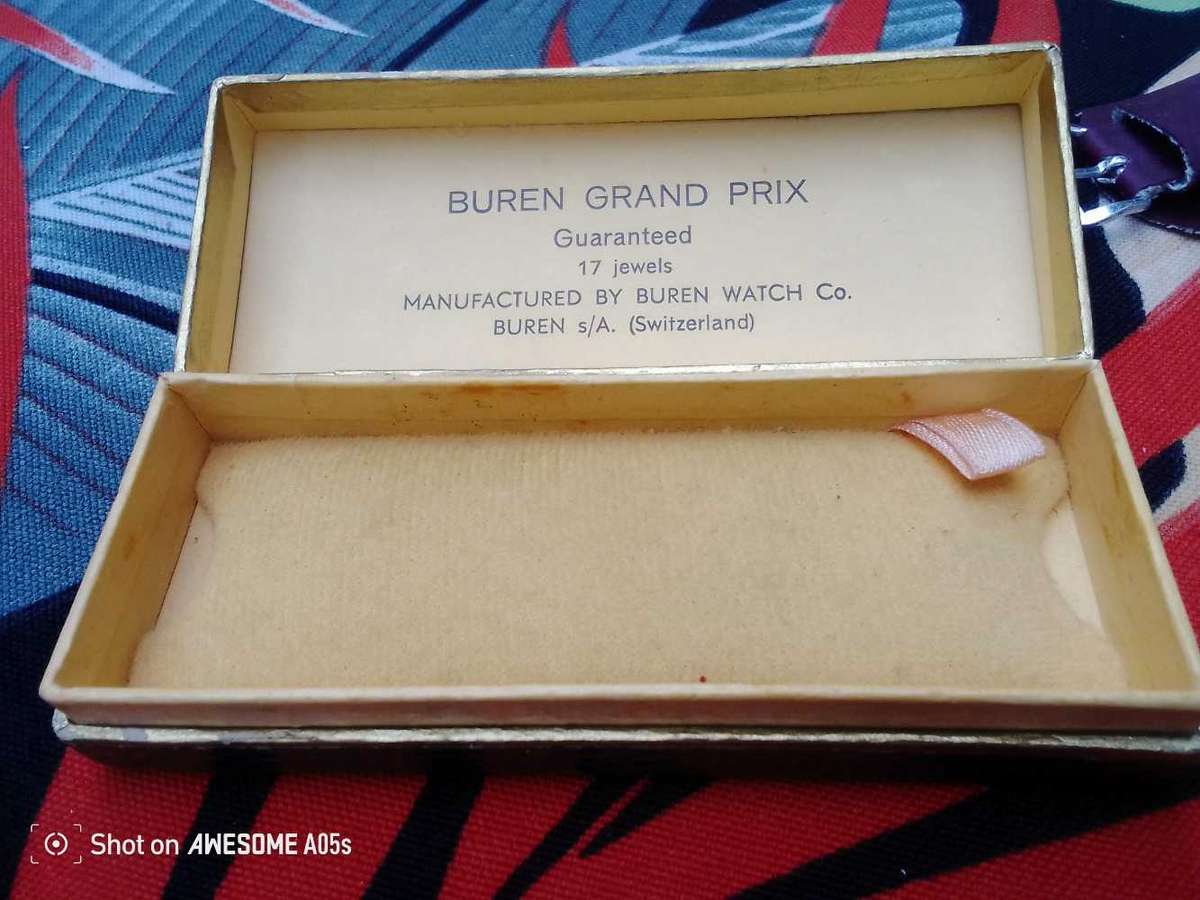 BUREN GRAND PRIX
Guaranteed
17 jewels
MANUFACTURED BY BUREN WATCH Co.
BUREN s/A. (Switzerland)
Shot on AWESOME A05s